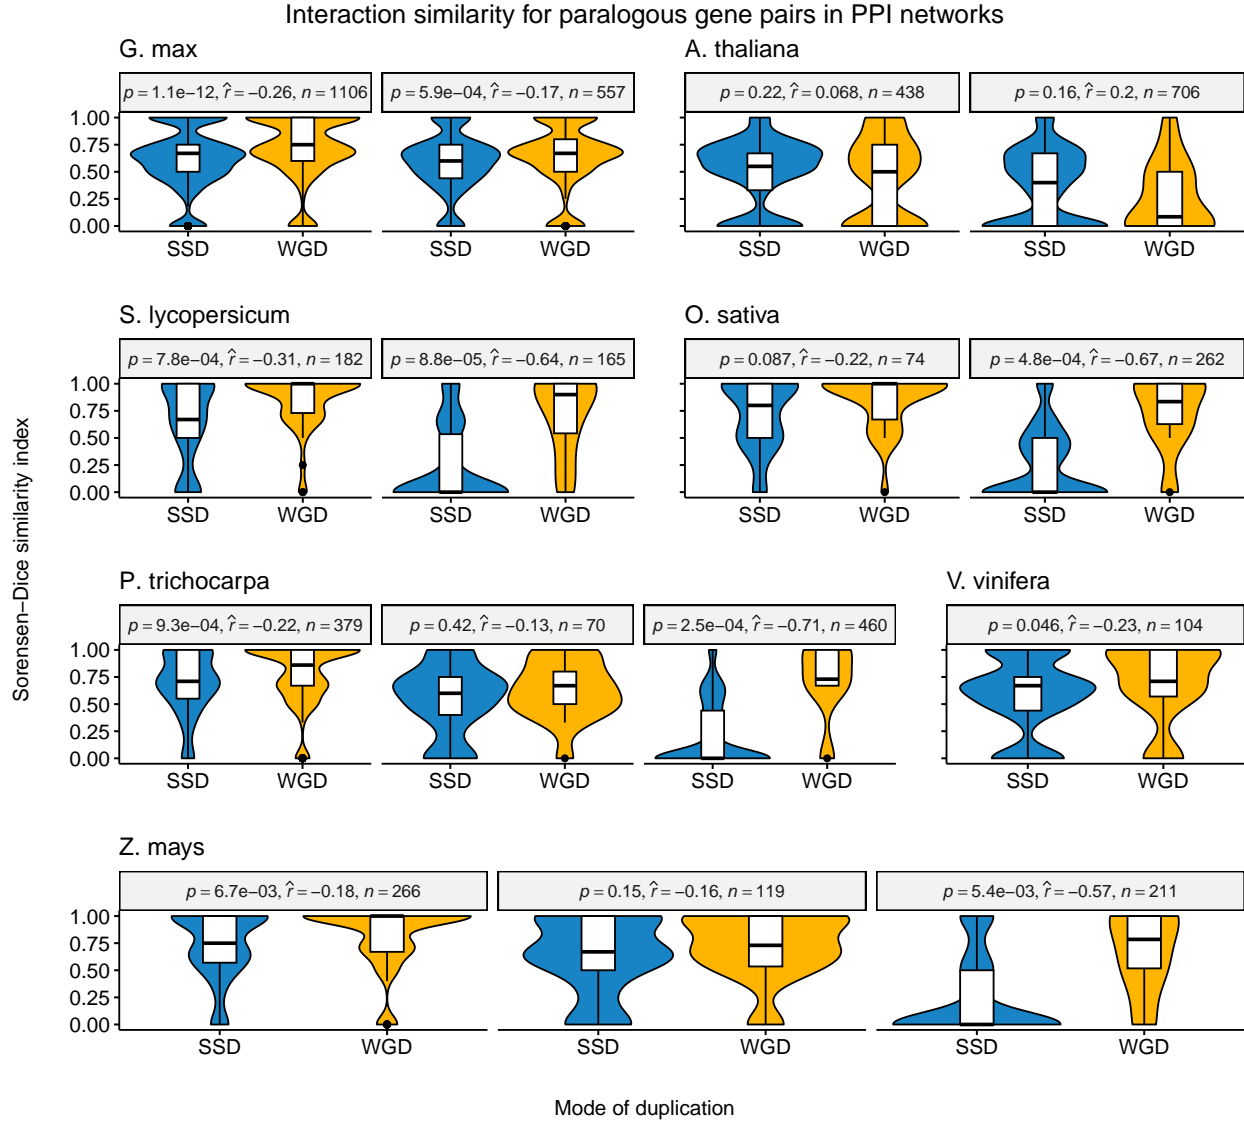 Interaction similarity for paralogous gene pairs in PPI networks
G. max
A. thaliana
p = 1.1e−12, r̂ = −0.26, n = 1106
p = 5.9e−04, r̂ = −0.17, n = 557
p = 0.22, r̂ = 0.068, n = 438
p = 0.16, r̂ = 0.2, n = 706
1.00
0.75
0.50
0.25
0.00
SSD WGD SSD WGD SSD WGD SSD WGD
S. lycopersicum
O. sativa
p = 7.8e−04, r̂ = −0.31, n = 182
p = 8.8e−05, r̂ = −0.64, n = 165
p = 0.087, r̂ = −0.22, n = 74
p = 4.8e−04, r̂ = −0.67, n = 262
1.00
0.75
0.50
0.25
0.00
SSD WGD SSD WGD SSD WGD SSD WGD
Sorensen−Dice similarity index
P. trichocarpa
V. vinifera
p = 9.3e−04, r̂ = −0.22, n = 379
p = 0.42, r̂ = −0.13, n = 70
p = 2.5e−04, r̂ = −0.71, n = 460
p = 0.046, r̂ = −0.23, n = 104
1.00
0.75
0.50
0.25
0.00
SSD WGD SSD WGD SSD WGD SSD WGD
Z. mays
p = 6.7e−03, r̂ = −0.18, n = 266
p = 0.15, r̂ = −0.16, n = 119
p = 5.4e−03, r̂ = −0.57, n = 211
1.00
0.75
0.50
0.25
0.00
SSD WGD SSD WGD SSD WGD
Mode of duplication